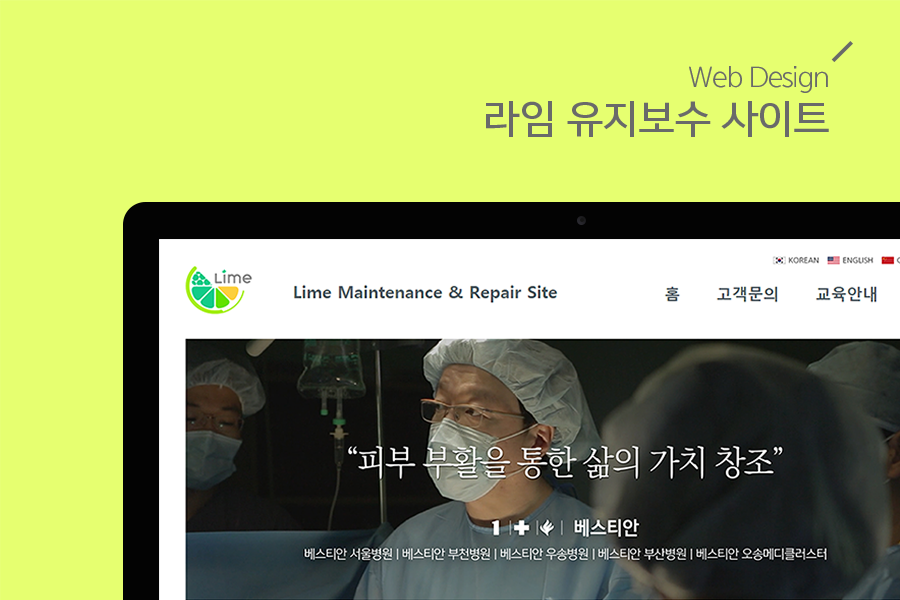 Web Design
라임 유지보수 사이트
KOREAN ENGLISH
Lime
Lime Maintenance & Repair Site
홈 고객문의 교육안내
“피부 부활을 통한 삶의 가치 창조”
베스티안
베스티안 서울병원 | 베스티안 부천병원 | 베스티안 우송병원 | 베스티안 부산병원 | 베스티안 오송메디클러스터